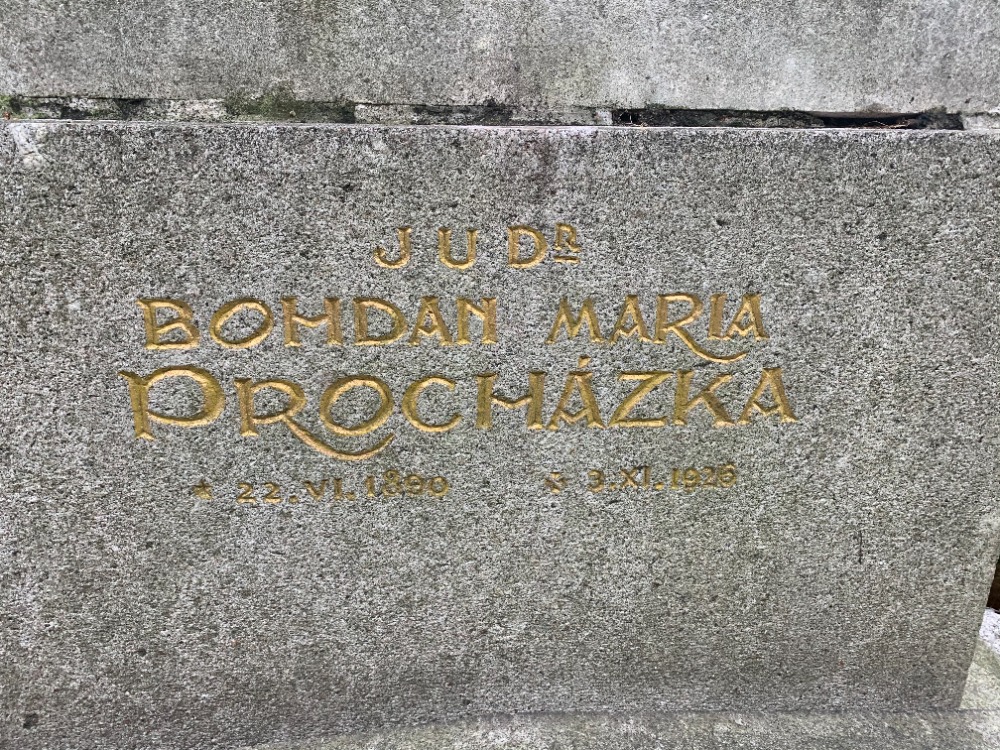 JUDR
BOHDAN MARIA
PROCHÁZKA
* 22.VI.1890 3.XI.1926